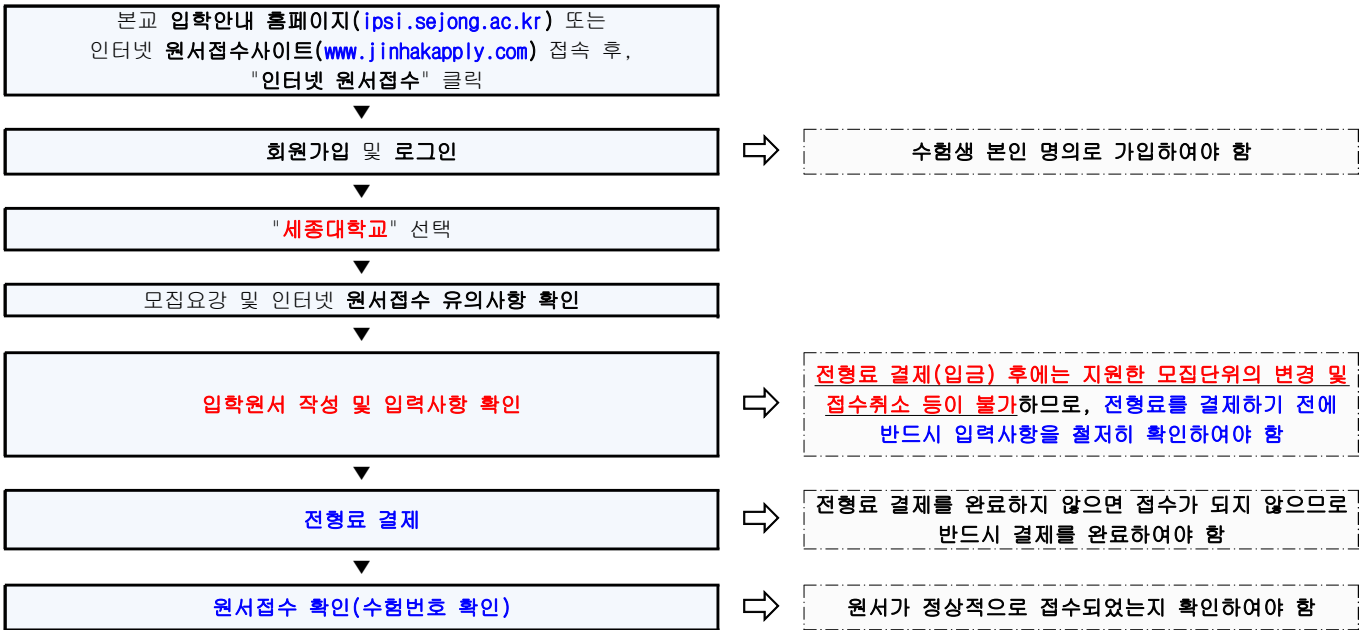 본교 입학안내 홈페이지(ipsi.sejong.ac.kr) 또는
인터넷 원서접수사이트(www.jinhakapply.com) 접속 후,
"인터넷 원서접수" 클릭
▼
회원가입 및 로그인
⇨
수험생 본인 명의로 가입하여야 함
▼
"세종대학교" 선택
▼
모집요강 및 인터넷 원서접수 유의사항 확인
▼
입학원서 작성 및 입력사항 확인
⇨
전형료 결제(입금) 후에는 지원한 모집단위의 변경 및
접수취소 등이 불가하므로, 전형료를 결제하기 전에
반드시 입력사항을 철저히 확인하여야 함
▼
전형료 결제
⇨
전형료 결제를 완료하지 않으면 접수가 되지 않으므로
반드시 결제를 완료하여야 함
▼
원서접수 확인(수험번호 확인)
⇨
원서가 정상적으로 접수되었는지 확인하여야 함